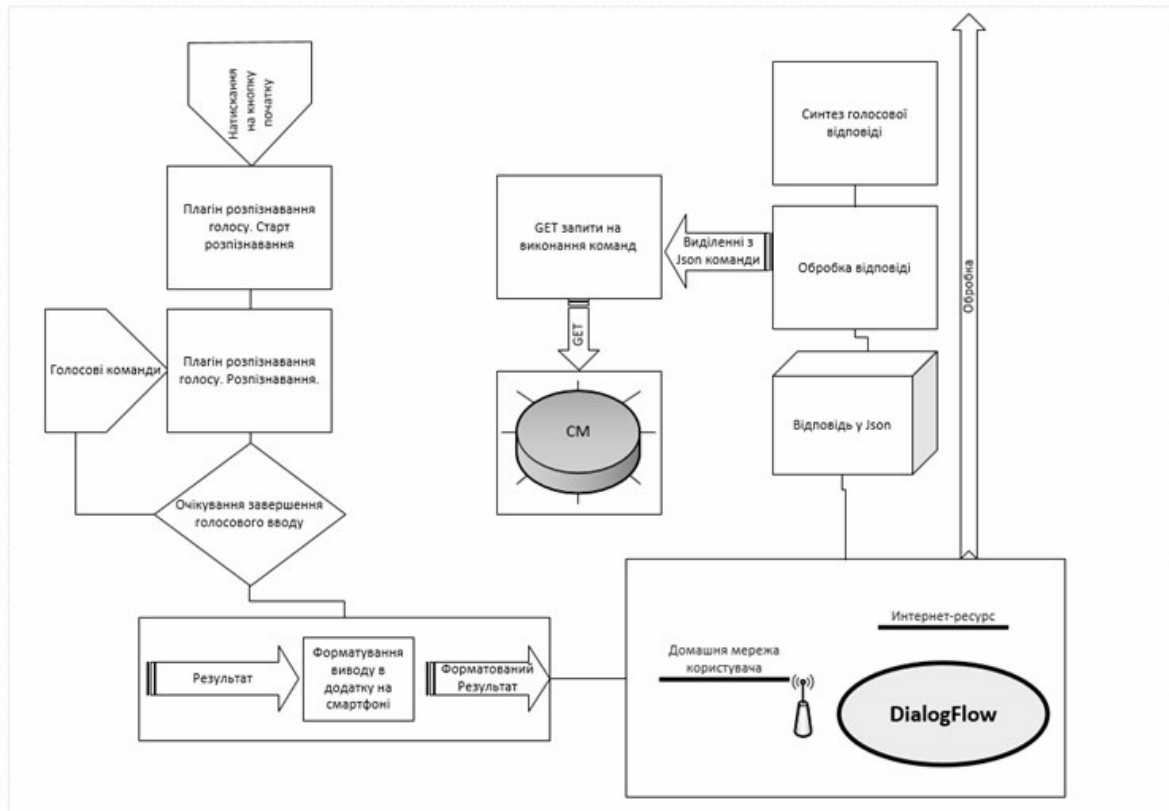 Натискання
на кнопку
початку
Плагін розпізнавання
голосу. Старт
розпізнавання
Голосові команди
Плагін розпізнавання
голосу. Розпізнавання.
Очікування завершення
голосового вводу
Результат
Форматування
виводу в
додатку на
смартфоні
Форматований
Результат
Домашня мережа
користувача
Интернет-ресурс
DialogFlow
Обробка
Відповідь у Json
Обробка відповіді
Синтез голосової
відповіді
Виділенні з
Json команди
GET запити на
виконання команд
GET
СМ